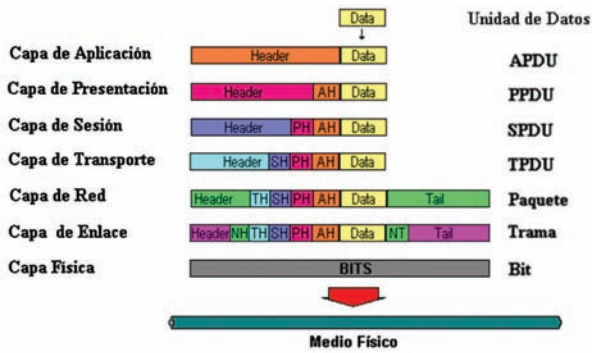 Data Unidad de Datos
Capa de Aplicación Header Data APDU
Capa de Presentación Header AH Data PPDU
Capa de Sesión Header PH AH Data SPDU
Capa de Transporte Header SH PH AH Data TPDU
Capa de Red Header TH SH PH AH Data Tail Paquete
Capa de Enlace Header NH TH SH PH AH Data NT Tail Trama
Capa Física BITS Bit
Medio Físico